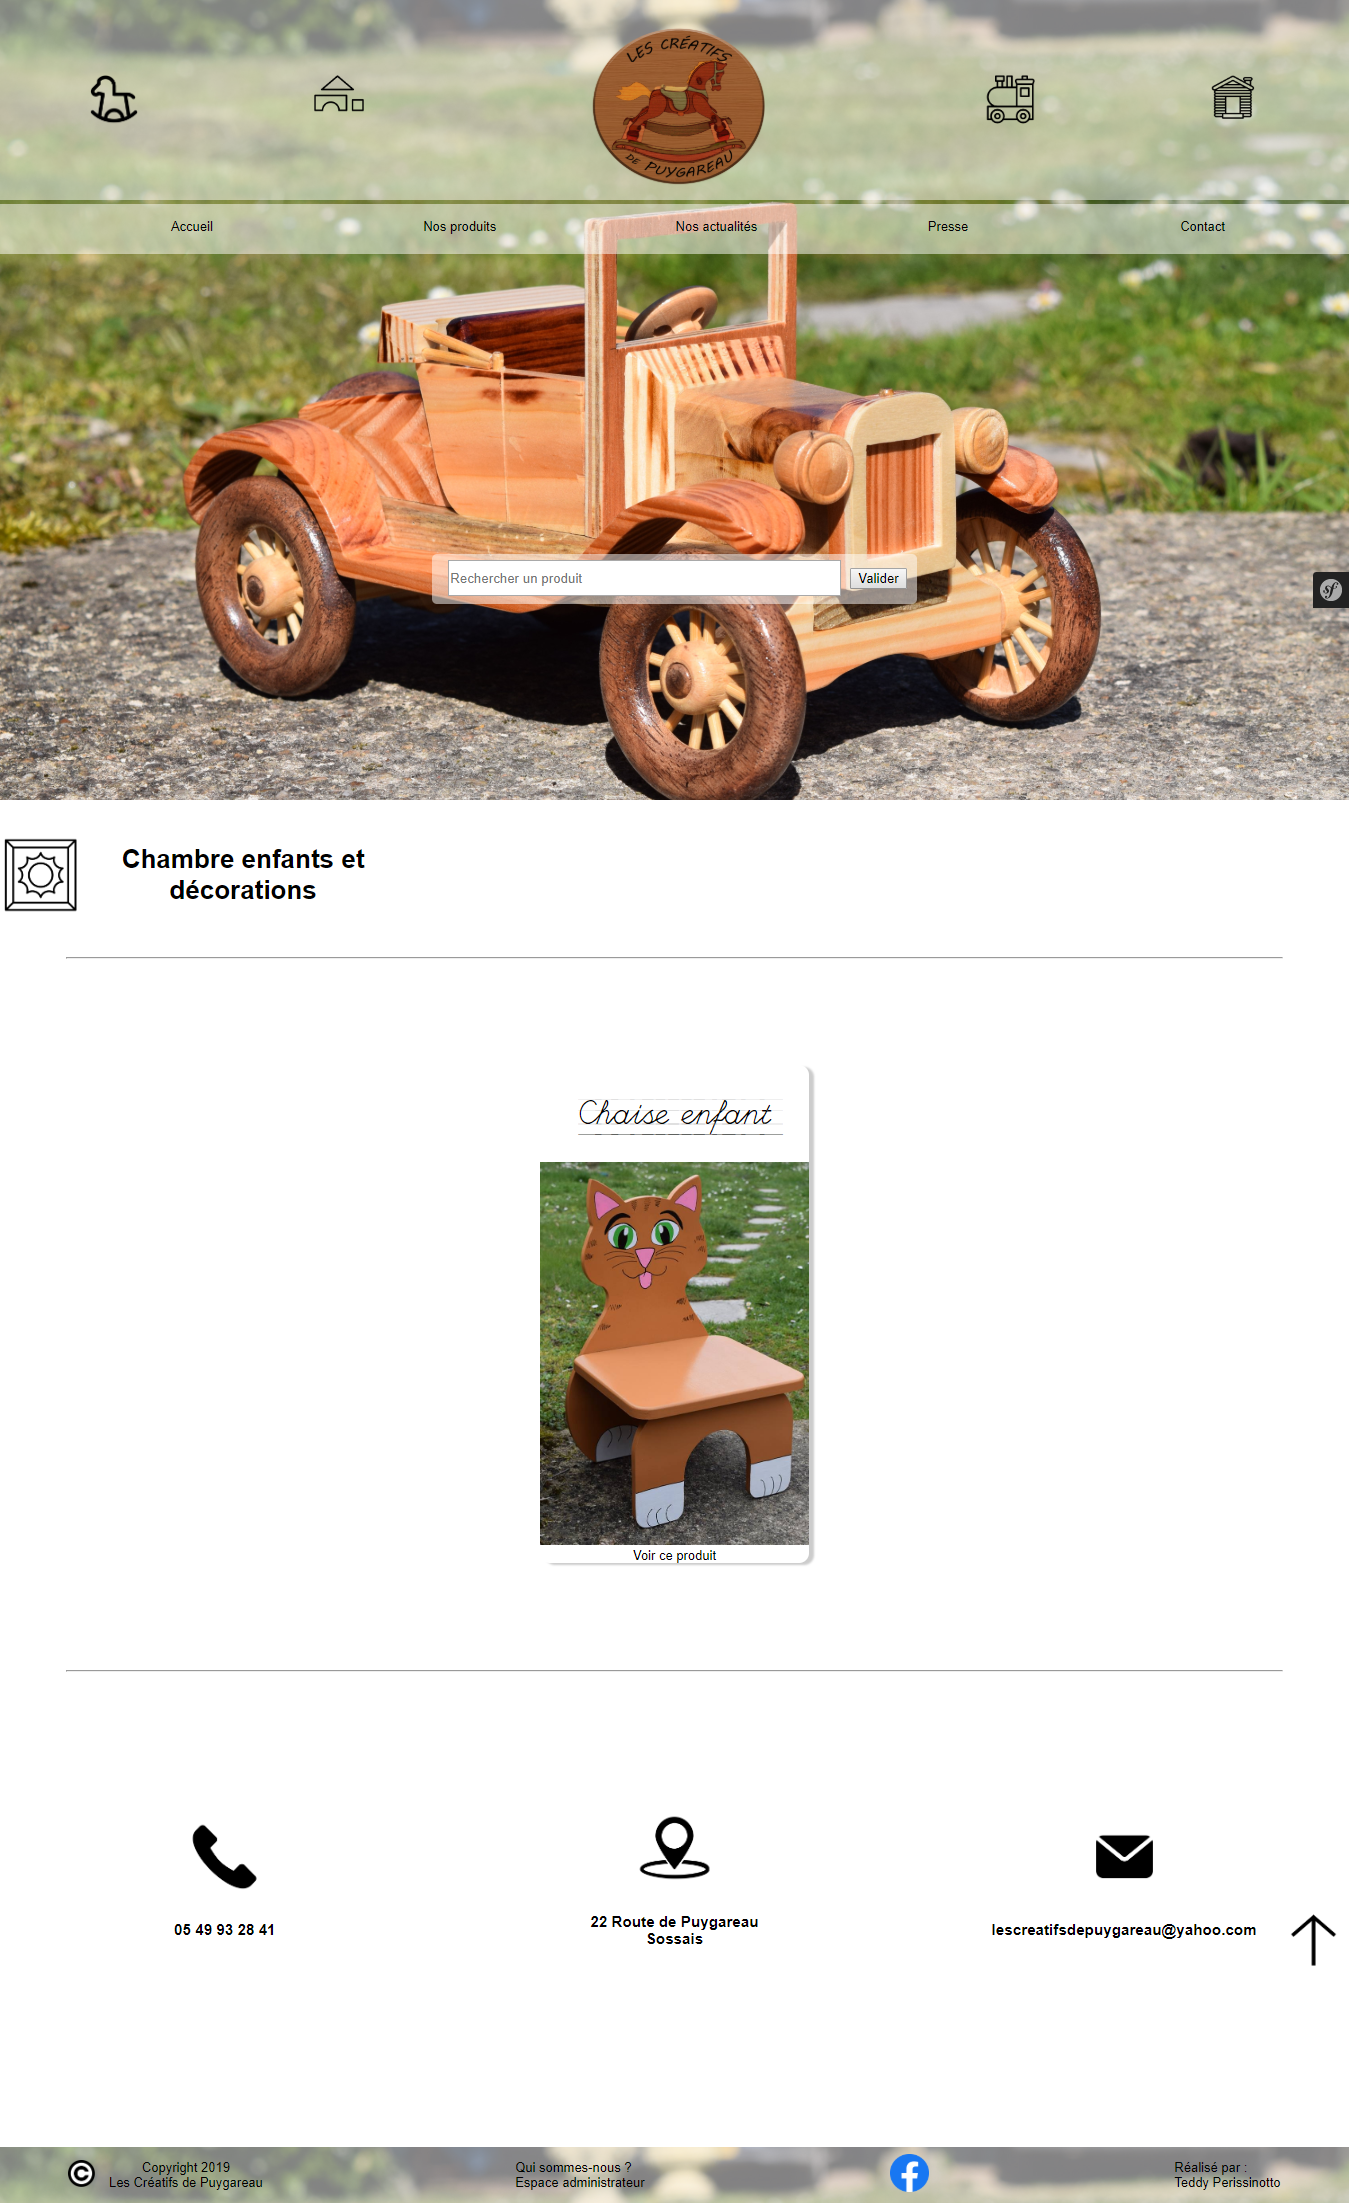 LES CRÉATIFS
DE PUYGAREAU
Accueil
Nos produits
Nos actualités
Presse
Contact
Rechercher un produit
Valider
sf
Chambre enfants et
décorations
Chaise enfant
Voir ce produit
05 49 93 28 41
22 Route de Puygareau
Sossais
lescreatifsdepuygareau@yahoo.com
Copyright 2019
Les Créatifs de Puygareau
Qui sommes-nous ?
Espace administrateur
Réalisé par :
Teddy Perissinotto